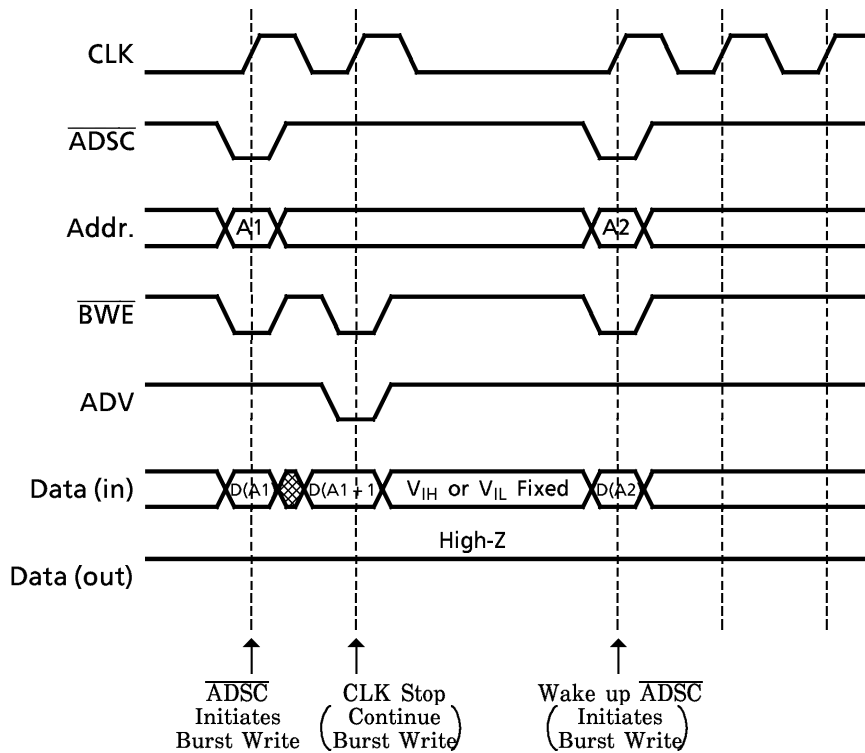 CLK
ADSC
Addr. A1 A2
BWE
ADV
Data (in) D(A1 D(A1+1 VIH or VIL Fixed D(A2
High-Z
Data (out)
ADSC
Initiates
Burst Write
CLK Stop
(Continue
Burst Write)
Wake up ADSC
(Initiates
Burst Write)